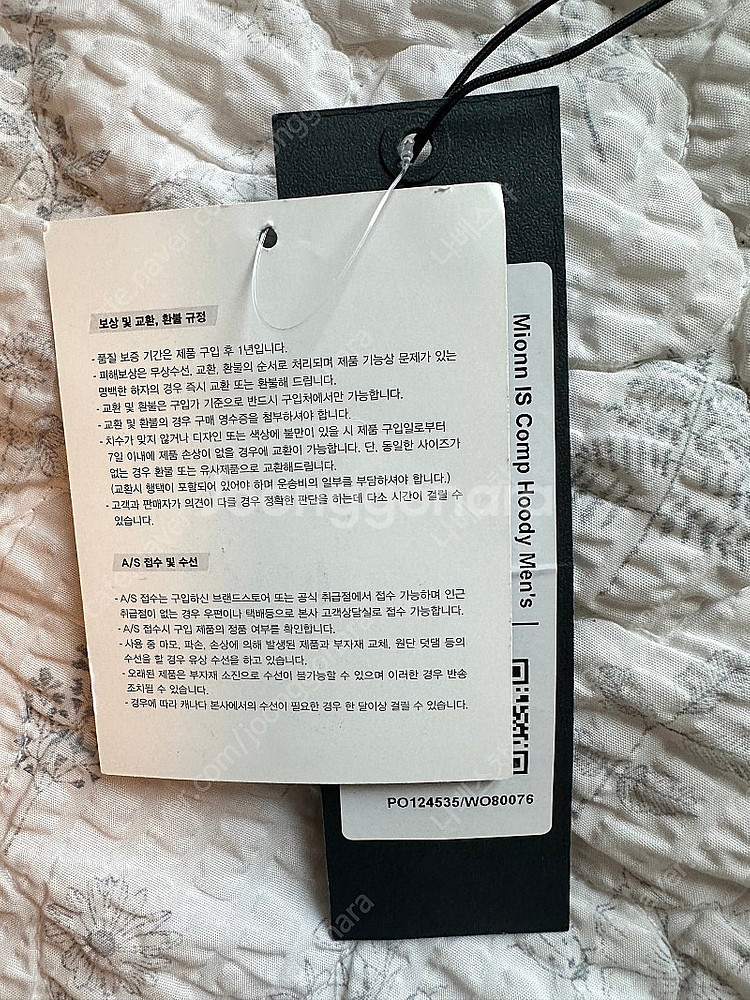 보상 및 교환, 환불 규정
- 품질 보증 기간은 제품 구입 후 1년입니다.
- 피해보상은 무상수선, 교환, 환불의 순서로 처리되며 제품 기능상 문제가 있는
명백한 하자의 경우 즉시 교환 또는 환불해 드립니다.
- 교환 및 환불은 구입가 기준으로 반드시 구입처에서만 가능합니다.
- 교환 및 환불의 경우 구매 영수증을 첨부하셔야 합니다.
- 치수가 맞지 않거나 디자인 또는 색상에 불만이 있을 시 제품 구입일로부터
7일 이내에 제품 손상이 없을 경우에 교환이 가능합니다. 단, 동일한 사이즈가
없는 경우 환불 또는 유사제품으로 교환해드립니다.
(교환시 행택이 포함되어 있어야 하며 운송비의 일부를 부담하셔야 합니다.)
- 고객과 판매자가 의견이 다를 경우 정확한 판단을 하는데 다소 시간이 걸릴 수
있습니다.
A/S 접수 및 수선
- A/S 접수는 구입하신 브랜드스토어 또는 공식 취급점에서 접수 가능하며 인근
취급점이 없는 경우 우편이나 택배등으로 본사 고객상담실로 접수 가능합니다.
- A/S 접수시 구입 제품의 정품 여부를 확인합니다.
- 사용 중 마모, 파손, 손상에 의해 발생된 제품과 부자재 교체, 원단 덧댐 등의
수선을 할 경우 유상 수선을 하고 있습니다.
- 오래된 제품은 부자재 소진으로 수선이 불가능할 수 있으며 이러한 경우 반송
조치될 수 있습니다.
- 경우에 따라 캐나다 본사에서의 수선이 필요한 경우 한 달이상 걸릴 수 있습니다.
Mionn IS Comp Hoody Men's |
PO124535/WO80076